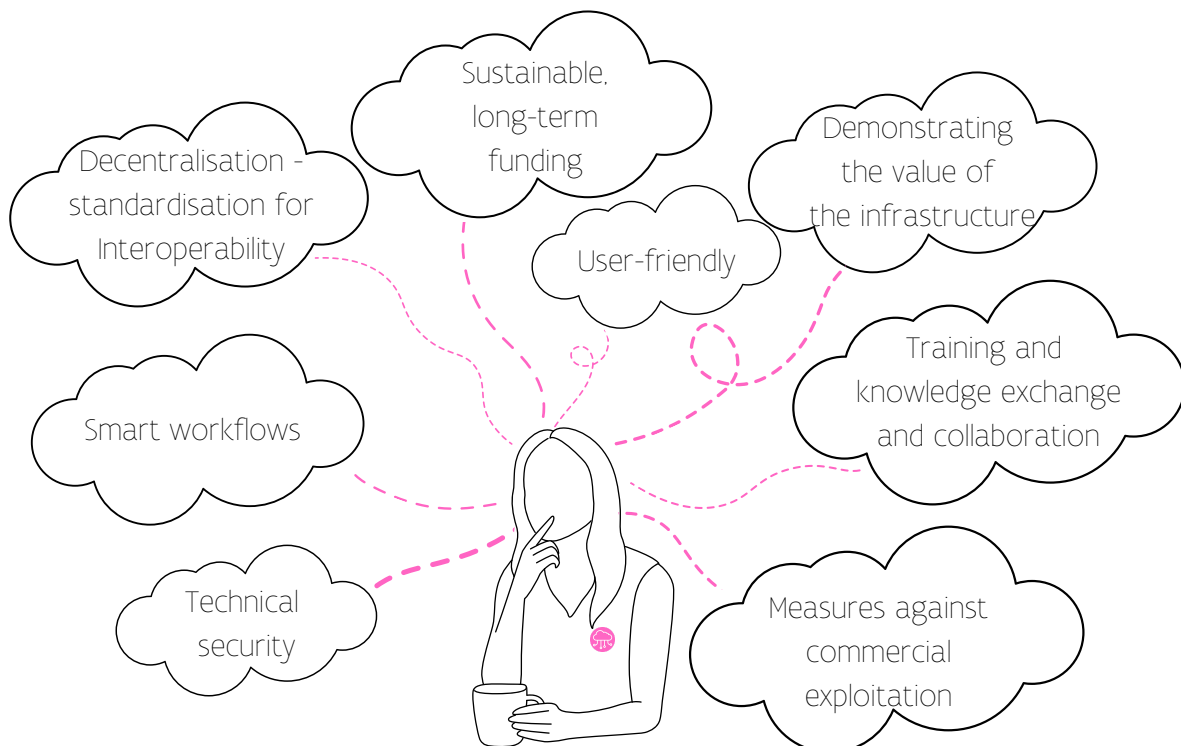 Sustainable,
long-term
funding
Decentralisation -
standardisation for
Interoperability
Demonstrating
the value of
the infrastructure
User-friendly
Smart workflows
Training and
knowledge exchange
and collaboration
Technical
security
Measures against
commercial
exploitation